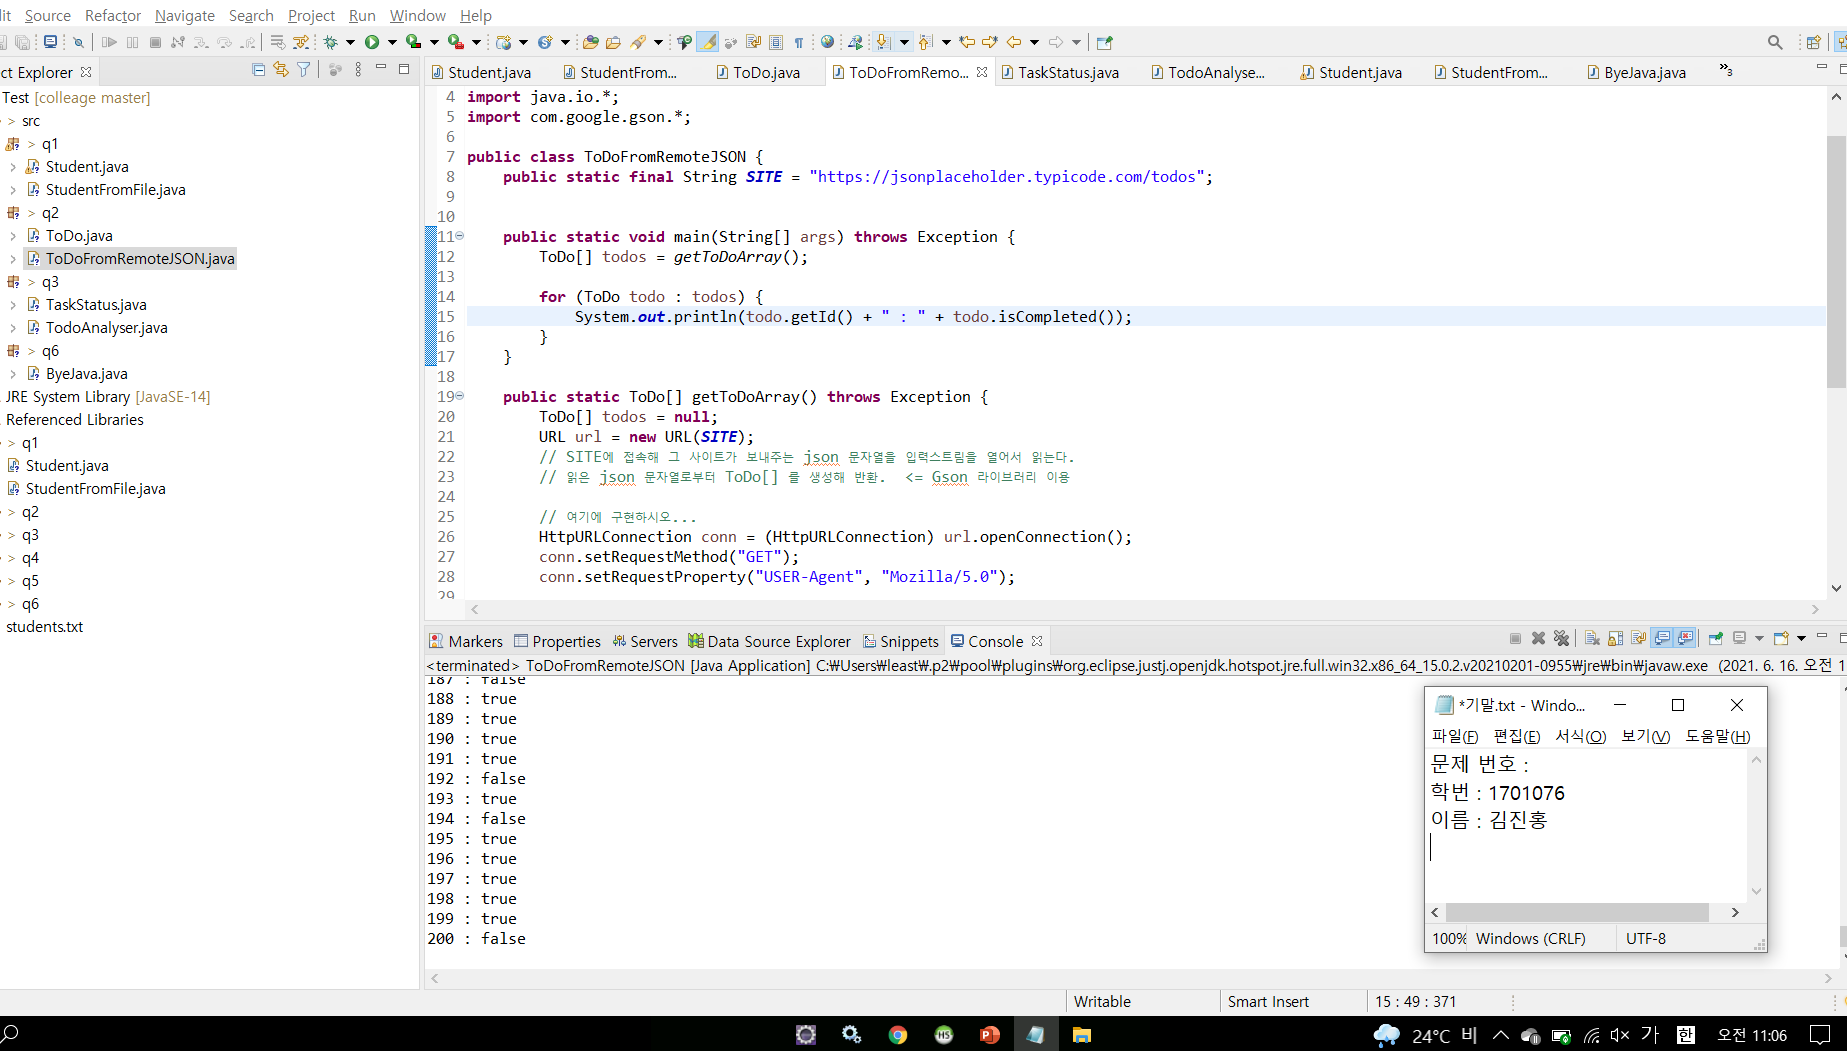 it Source Refactor Navigate Search Project Run Window Help
ct Explorer
Test [colleage master]
> src
> q1
Student.java
StudentFromFile.java
> q2
ToDo.java
ToDoFromRemoteJSON.java
> q3
TaskStatus.java
TodoAnalyser.java
> q6
ByeJava.java
JRE System Library [JavaSE-14]
Referenced Libraries
> q1
Student.java
StudentFromFile.java
> q2
> q3
> q4
> q5
> q6
students.txt
Student.java StudentFrom... ToDo.java ToDoFromRemo... TaskStatus.java TodoAnalyse... Student.java StudentFrom... ByeJava.java »3
4 import java.io.*;
5 import com.google.gson.*;
6
7 public class ToDoFromRemoteJSON {
8 public static final String SITE = "https://jsonplaceholder.typicode.com/todos";
9
10
11 public static void main(String[] args) throws Exception {
12 ToDo[] todos = getToDoArray();
13
14 for (ToDo todo : todos) {
15 System.out.println(todo.getId() + " : " + todo.isCompleted());
16 }
17 }
18
19 public static ToDo[] getToDoArray() throws Exception {
20 ToDo[] todos = null;
21 URL url = new URL(SITE);
22 // SITE에 접속해 그 사이트가 보내주는 json 문자열을 입력스트림을 열어서 읽는다.
23 // 읽은 json 문자열로부터 ToDo[] 를 생성해 반환. <= Gson 라이브러리 이용
24
25 // 여기에 구현하시오...
26 HttpURLConnection conn = (HttpURLConnection) url.openConnection();
27 conn.setRequestMethod("GET");
28 conn.setRequestProperty("USER-Agent", "Mozilla/5.0");
29
Markers Properties Servers Data Source Explorer Snippets Console
<terminated> ToDoFromRemoteJSON [Java Application] C:₩Users₩least₩.p2₩pool₩plugins₩org.eclipse.justj.openjdk.hotspot.jre.full.win32.x86_64_15.0.2.v20210201-0955₩jre₩bin₩javaw.exe (2021. 6. 16. 오전 1
187 : false
188 : true
189 : true
190 : true
191 : true
192 : false
193 : true
194 : false
195 : true
196 : true
197 : true
198 : true
199 : true
200 : false
*기말.txt - Windo...
파일(F) 편집(E) 서식(O) 보기(V) 도움말(H)
문제 번호 :
학번 : 1701076
이름 : 김진홍
100% Windows (CRLF) UTF-8
Writable Smart Insert 15 : 49 : 371
24°C 비 가 한 오전 11:06